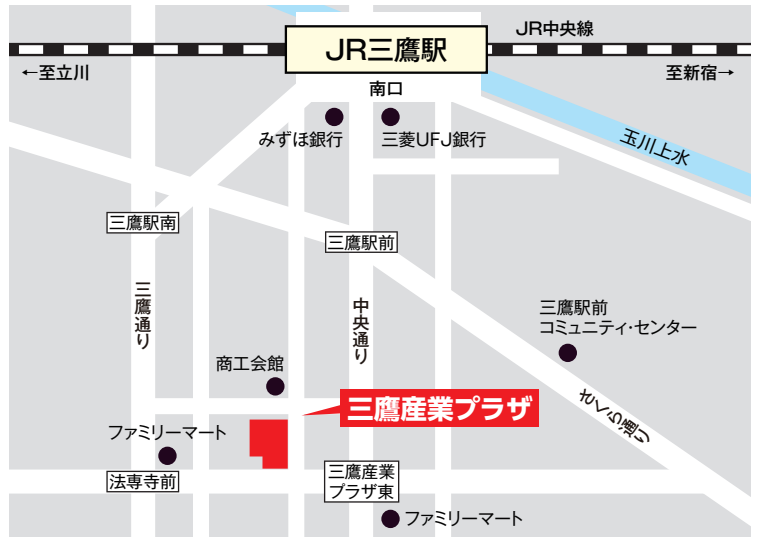 JR中央線
JR三鷹駅
←至立川
至新宿→
南口
みずほ銀行
三菱UFJ銀行
玉川上水
三鷹駅南
三鷹駅前
三鷹通り
中央通り
三鷹駅前
コミュニティ・センター
商工会館
三鷹産業プラザ
さくら通り
ファミリーマート
法専寺前
三鷹産業
プラザ東
ファミリーマート